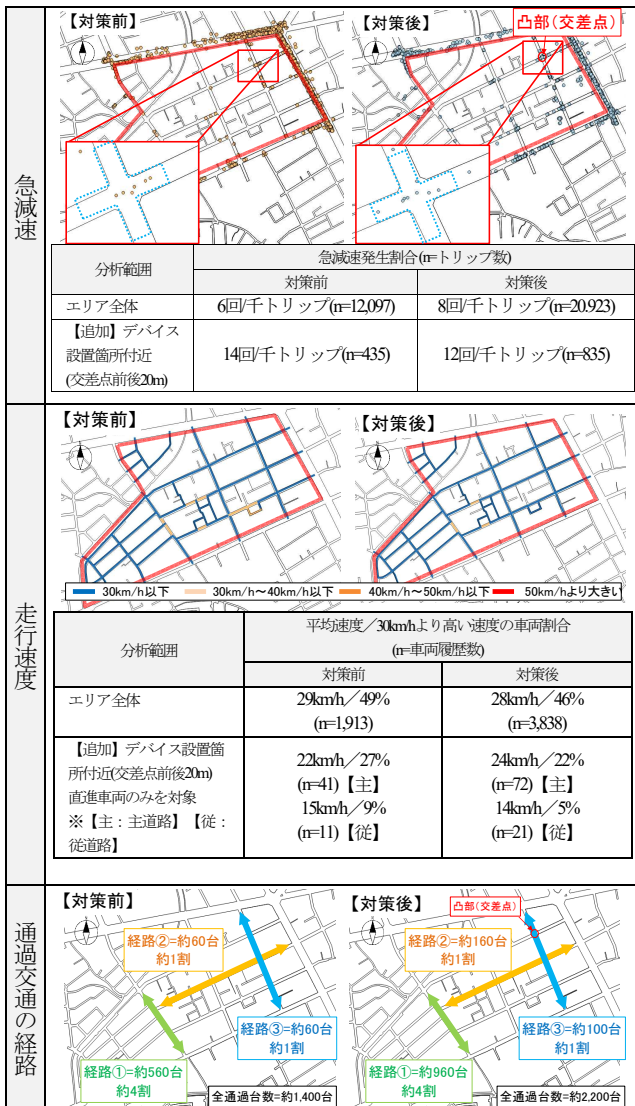 急減速
【対策前】
【対策後】
凸部(交差点)
分析範囲
急減速発生割合(n=トリップ数)
対策前
対策後
エリア全体
6回/千トリップ(n=12,097)
8回/千トリップ(n=20.923)
【追加】デバイス
設置箇所付近
(交差点前後20m)
14回/千トリップ(n=435)
12回/千トリップ(n=835)
走行速度
【対策前】
【対策後】
30km/h以下
30km/h～40km/h以下
40km/h～50km/h以下
50km/hより大きい
分析範囲
平均速度／30km/hより高い速度の車両割合
(n=車両履歴数)
対策前
対策後
エリア全体
29km/h／49%
(n=1,913)
28km/h／46%
(n=3,838)
【追加】デバイス設置箇
所付近(交差点前後20m)
直進車両のみを対象
※【主：主道路】【従：
従道路】
22km/h／27%
(n=41)【主】
15km/h／9%
(n=11)【従】
24km/h／22%
(n=72)【主】
14km/h／5%
(n=21)【従】
通過交通の経路
【対策前】
経路②=約60台
約1割
経路③=約60台
約1割
経路①=約560台
約4割
全通過台数=約1,400台
【対策後】
凸部(交差点)
経路②=約160台
約1割
経路③=約100台
約1割
経路①=約960台
約4割
全通過台数=約2,200台